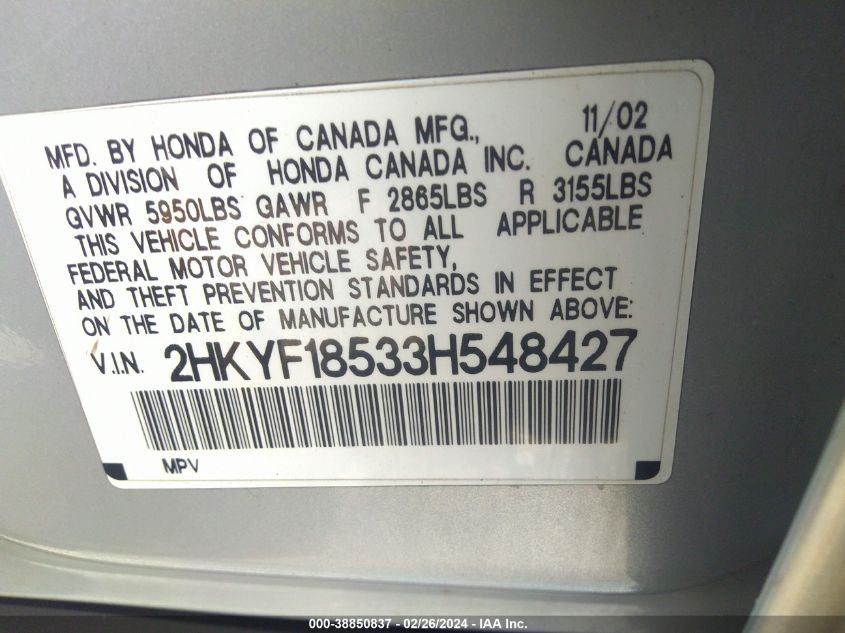 MFD. BY HONDA OF CANADA MFG., 11/02
A DIVISION OF HONDA CANADA INC. CANADA
GVWR 5950LBS GAWR F 2865LBS R 3155LBS
THIS VEHICLE CONFORMS TO ALL APPLICABLE
FEDERAL MOTOR VEHICLE SAFETY,
AND THEFT PREVENTION STANDARDS IN EFFECT
ON THE DATE OF MANUFACTURE SHOWN ABOVE:
V.I.N. 2HKYF18533H548427
MPV
000-38850837 - 02/26/2024 - IAA Inc.